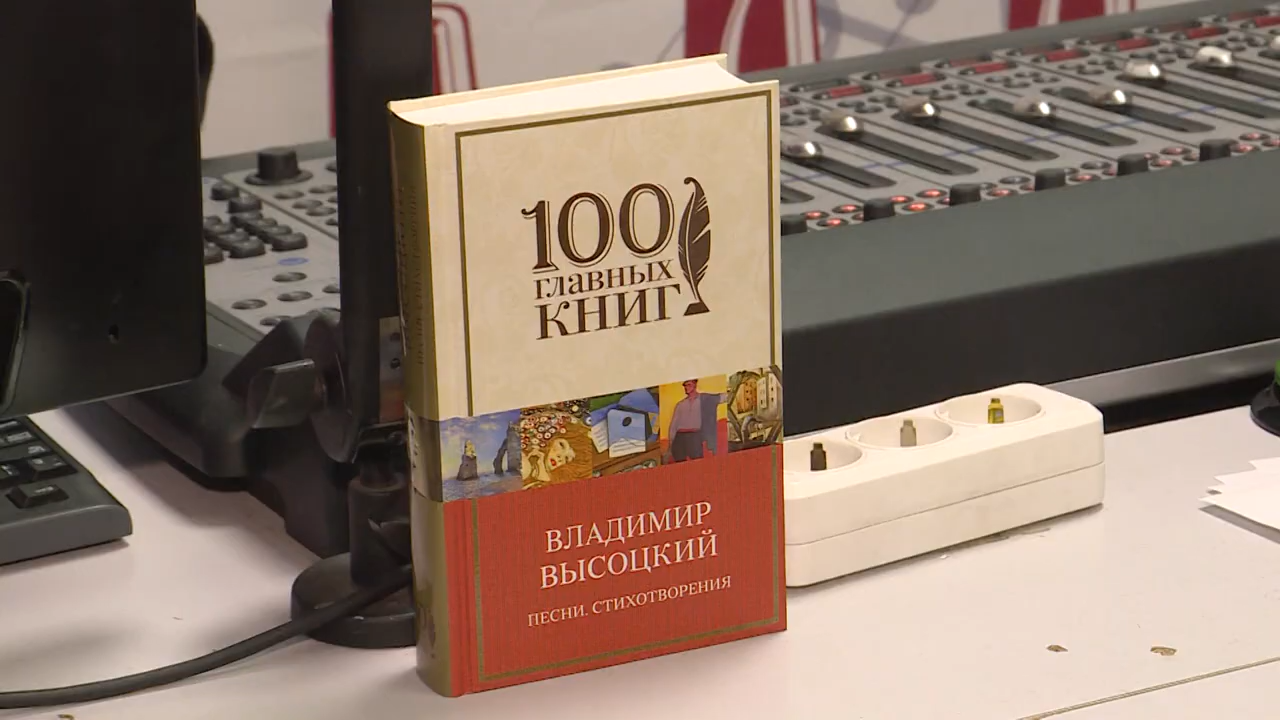 100
главных
КНИГ
ВЛАДИМИР
ВЫСОЦКИЙ
ПЕСНИ. СТИХОТВОРЕНИЯ